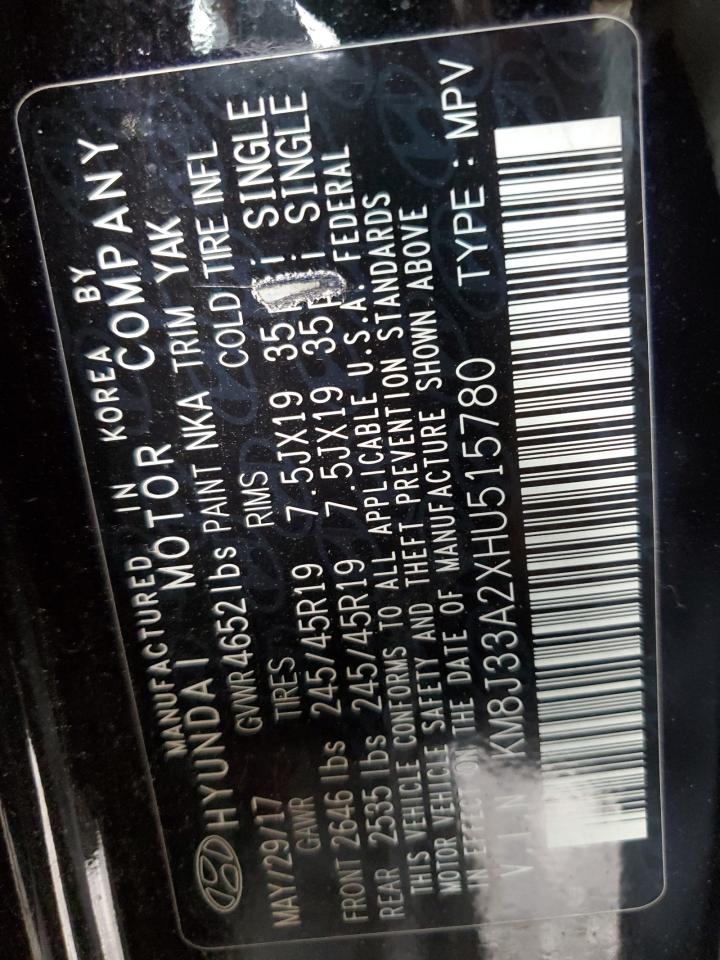 MANUFACTURED IN KOREA BY
HYUNDAI MOTOR COMPANY
MAY/29/17 GVWR4652lbs PAINT NKA TRIM YAK
GAWR TIRES RIMS COLD TIRE INFL
FRONT 2646 lbs 245/45R19 7.5JX19 35 i SINGLE
REAR 2535 lbs 245/45R19 7.5JX19 35 i SINGLE
THIS VEHICLE CONFORMS TO ALL APPLICABLE U.S.A. FEDERAL
MOTOR VEHICLE SAFETY AND THEFT PREVENTION STANDARDS
IN EFFECT ON THE DATE OF MANUFACTURE SHOWN ABOVE
V I N KM8J33A2XHU515780 TYPE : MPV